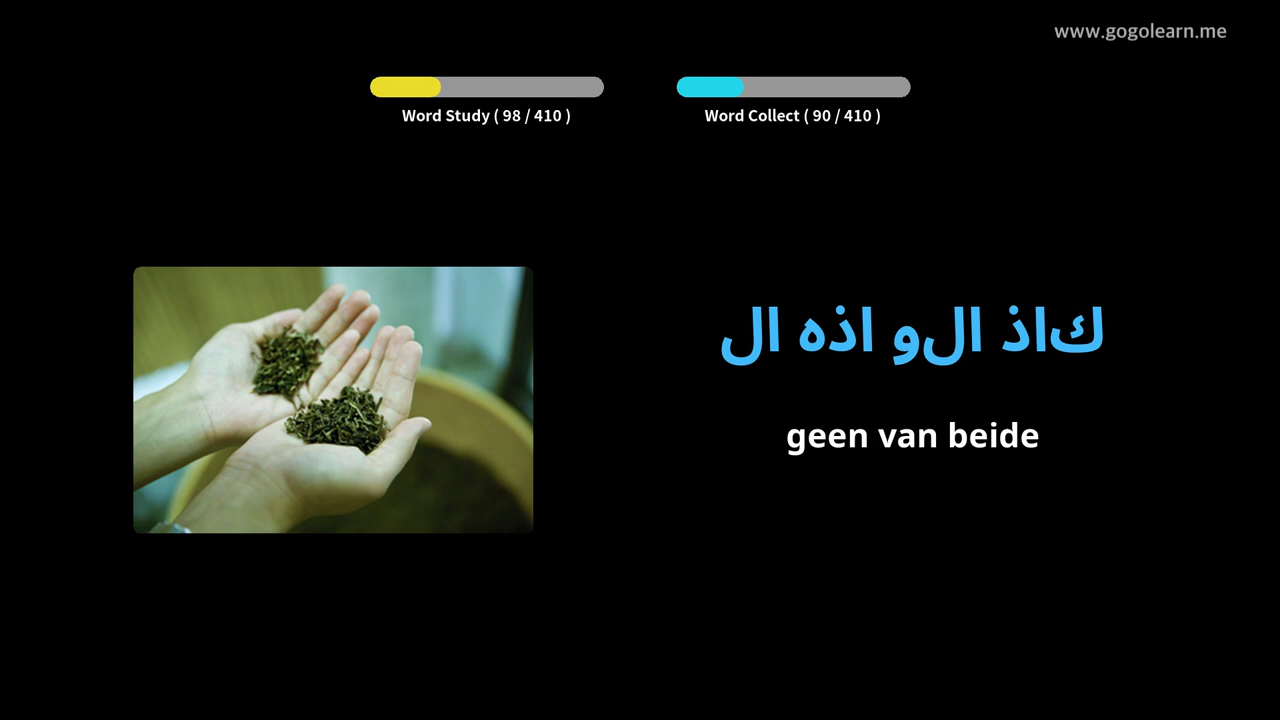 www.gogolearn.me
Word Study ( 98 / 410 )
Word Collect ( 90 / 410 )
كاذ الو اذه ال
geen van beide